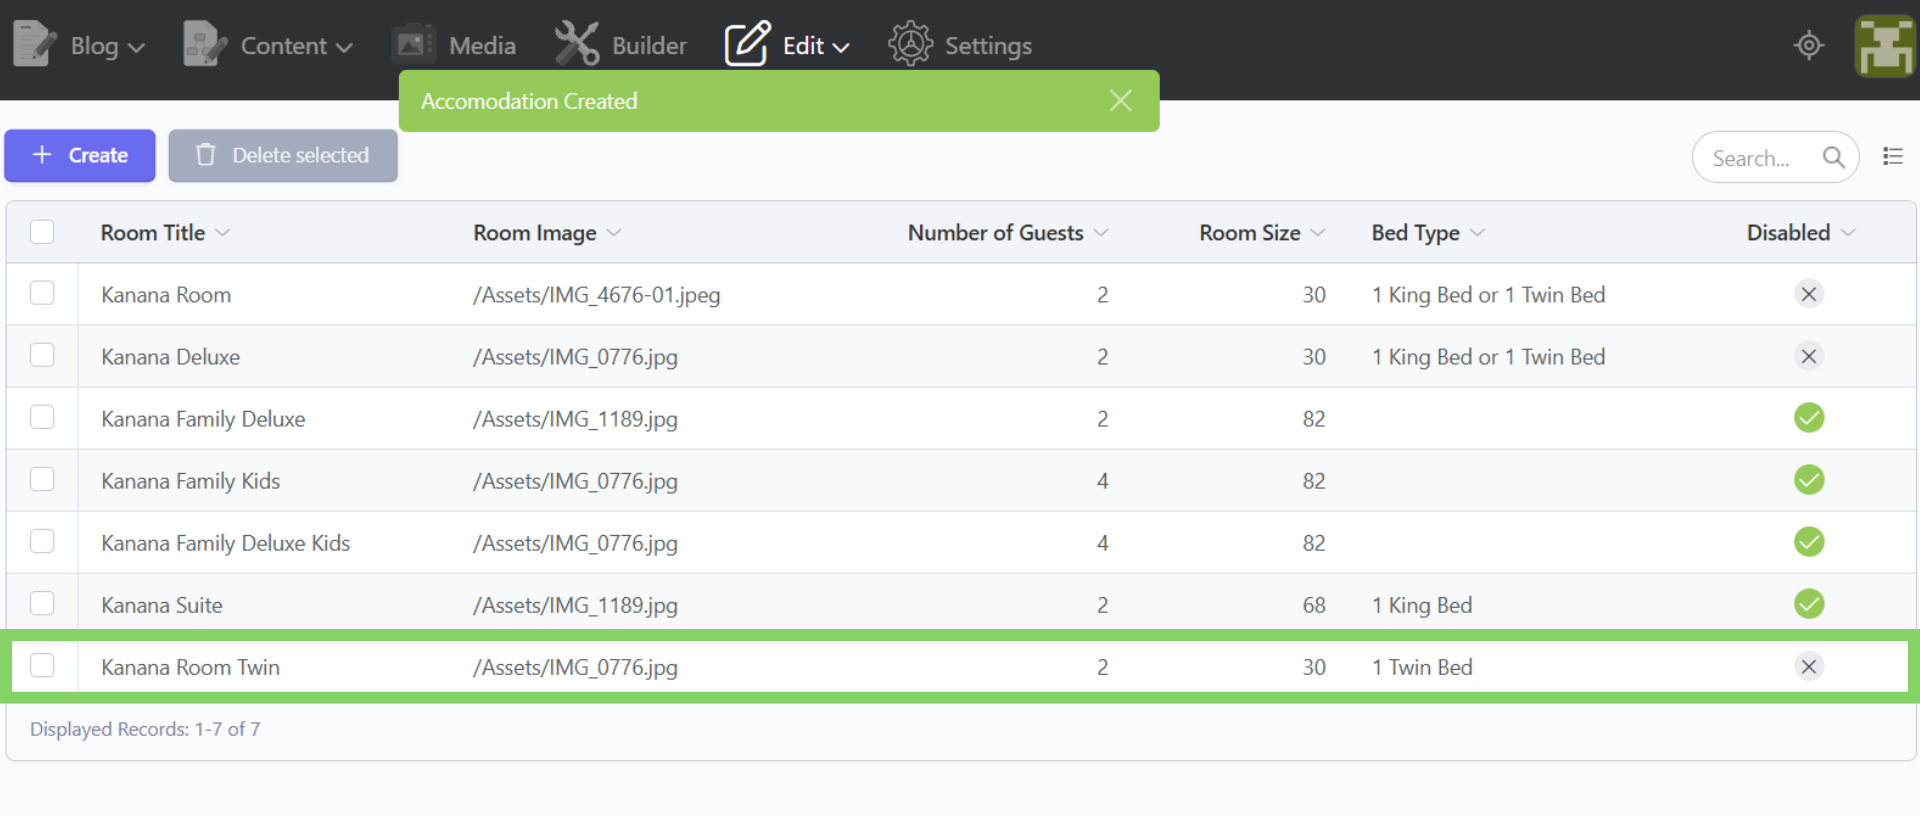 Blog Content Media Builder Edit Settings
Accomodation Created
Create Delete selected Search...
Room Title Room Image Number of Guests Room Size Bed Type Disabled
Kanana Room /Assets/IMG_4676-01.jpeg 2 30 1 King Bed or 1 Twin Bed
Kanana Deluxe /Assets/IMG_0776.jpg 2 30 1 King Bed or 1 Twin Bed
Kanana Family Deluxe /Assets/IMG_1189.jpg 2 82
Kanana Family Kids /Assets/IMG_0776.jpg 4 82
Kanana Family Deluxe Kids /Assets/IMG_0776.jpg 4 82
Kanana Suite /Assets/IMG_1189.jpg 2 68 1 King Bed
Kanana Room Twin /Assets/IMG_0776.jpg 2 30 1 Twin Bed
Displayed Records: 1-7 of 7